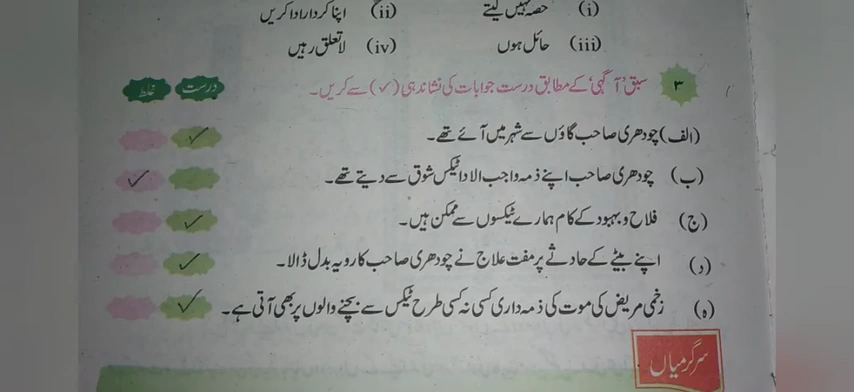 (i) حصہ نہیں لیتے (ii) اپنا کردار ادا کریں
(iii) حائل ہوں (iv) لاتعلق رہیں
۳ سبق ’آگہی‘ کے مطابق درست جوابات کی نشاندہی (✓) سے کریں۔ درست غلط
(الف) چودھری صاحب گاؤں سے شہر میں آئے تھے۔ ✓
(ب) چودھری صاحب اپنے ذمہ واجب الادا ٹیکس شوق سے دیتے تھے۔ ✓
(ج) فلاح و بہبود کے کام ہمارے ٹیکسوں سے ممکن ہیں۔ ✓
(د) اپنے بیٹے کے حادثے پر مفت علاج نے چودھری صاحب کا رویہ بدل ڈالا۔ ✓
(ہ) زخمی مریض کی موت کی ذمہ داری کسی نہ کسی طرح ٹیکس سے بچنے والوں پر بھی آتی ہے۔ ✓
سرگرمیاں